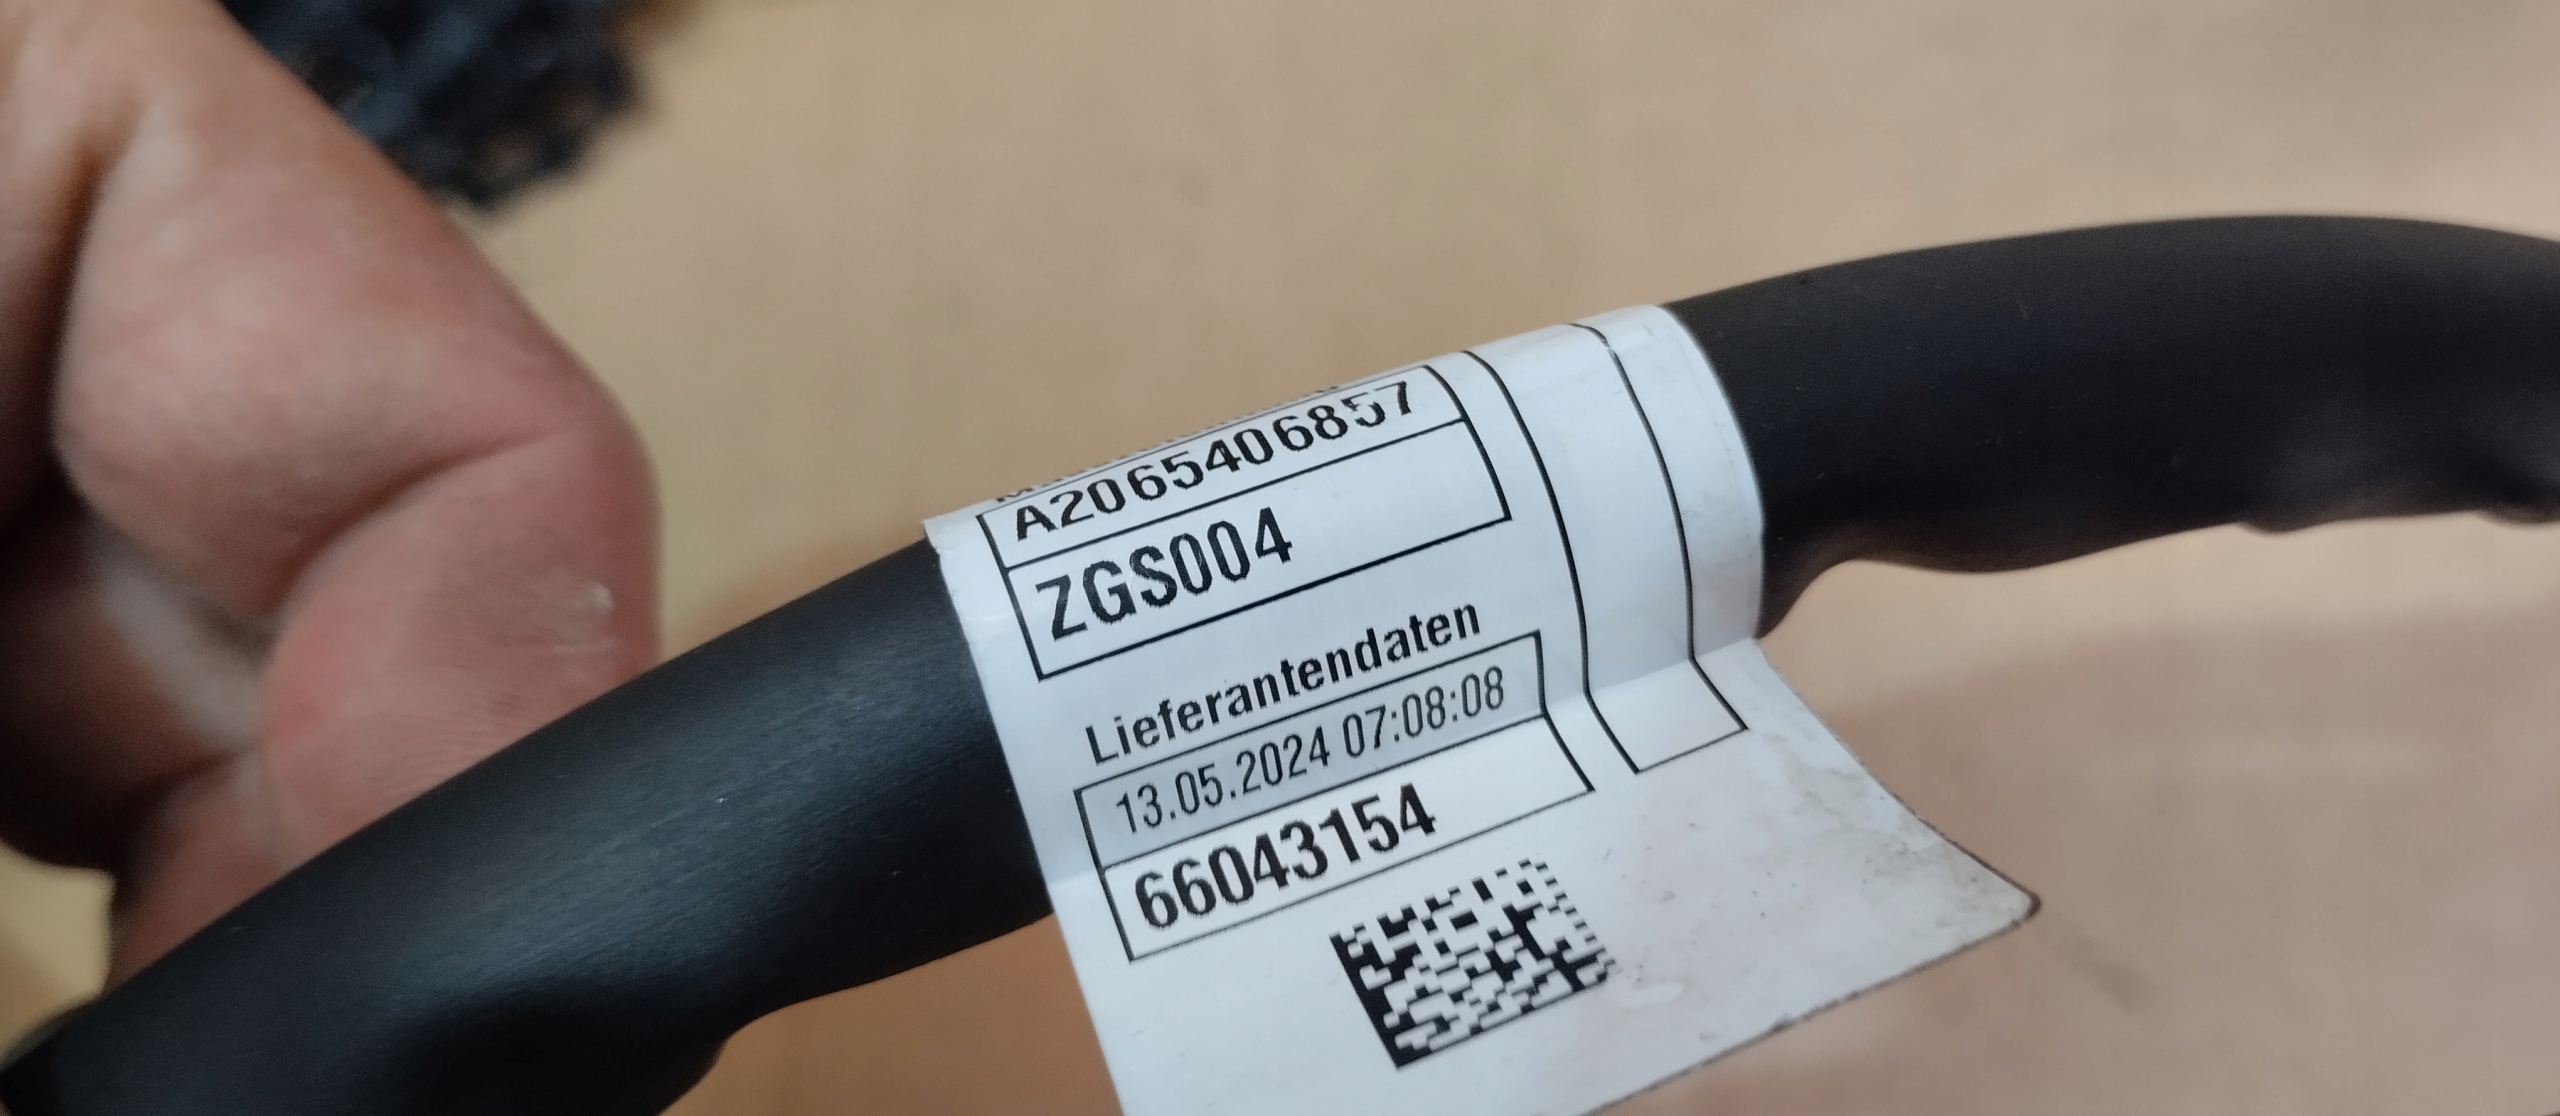 A2065406857
ZGS004
Lieferantendaten
13.05.2024 07:08:08
66043154